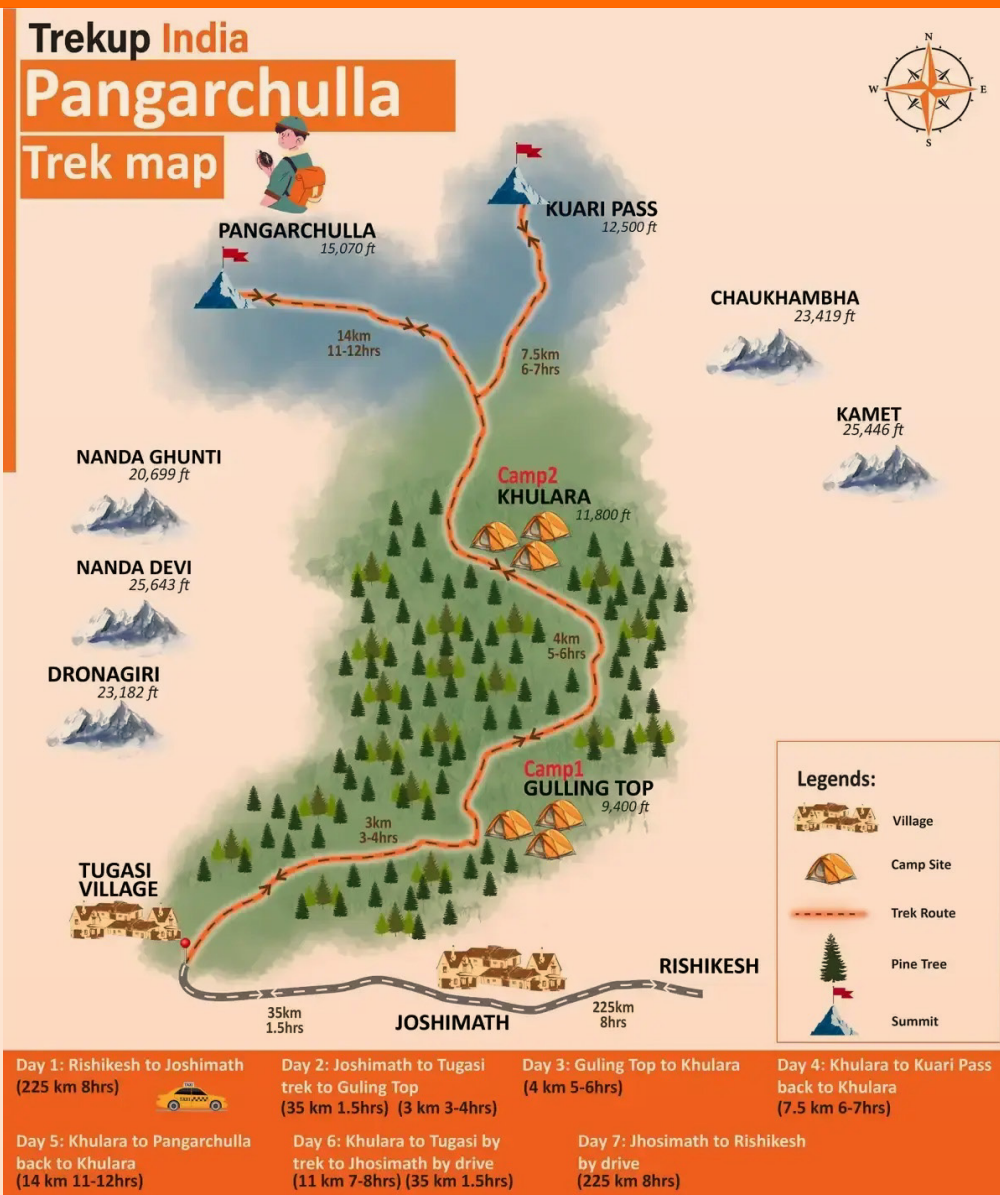 Trekup India
Pangarchulla
Trek map
N
W
E
S
KUARI PASS
12,500 ft
PANGARCHULLA
15,070 ft
CHAUKHAMBHA
23,419 ft
14km
11-12hrs
7.5km
6-7hrs
KAMET
25,446 ft
NANDA GHUNTI
20,699 ft
Camp2
KHULARA
11,800 ft
NANDA DEVI
25,643 ft
4km
5-6hrs
DRONAGIRI
23,182 ft
Camp1
GULLING TOP
9,400 ft
3km
3-4hrs
TUGASI
VILLAGE
RISHIKESH
35km
1.5hrs
JOSHIMATH
225km
8hrs
Legends:
Village
Camp Site
Trek Route
Pine Tree
Summit
Day 1: Rishikesh to Joshimath
(225 km 8hrs)
TAXI
Day 2: Joshimath to Tugasi
trek to Guling Top
(35 km 1.5hrs) (3 km 3-4hrs)
Day 3: Guling Top to Khulara
(4 km 5-6hrs)
Day 4: Khulara to Kuari Pass
back to Khulara
(7.5 km 6-7hrs)
Day 5: Khulara to Pangarchulla
back to Khulara
(14 km 11-12hrs)
Day 6: Khulara to Tugasi by
trek to Jhosimath by drive
(11 km 7-8hrs) (35 km 1.5hrs)
Day 7: Jhosimath to Rishikesh
by drive
(225 km 8hrs)